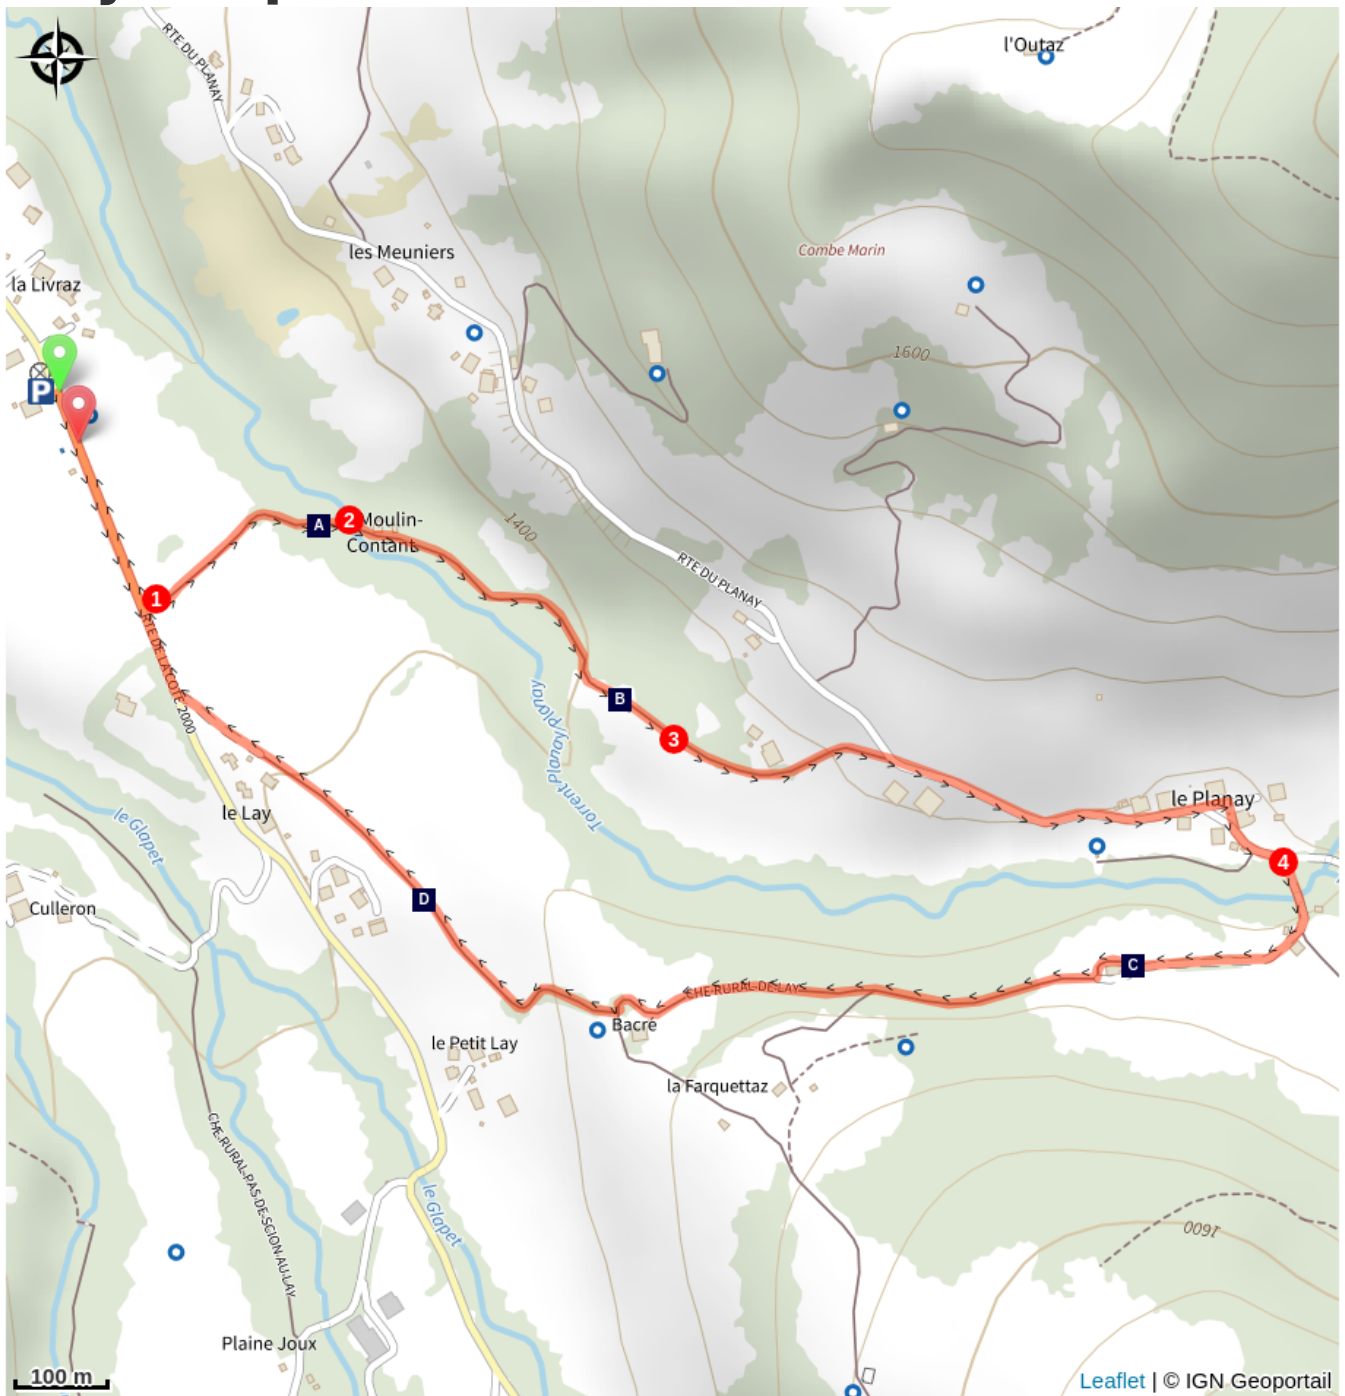 RTE DU PLANAY
l'Outaz
les Meuniers
Combe Marin
la Livraz
1600
P
A
2
Moulin-
Contant
1400
RTE DU PLANAY
1
RTE DE LA COTE 2000
B
Torrent Planay/planay
3
le Planay
le Lay
le Glapet
4
D
Culleron
C
CHE RURAL-DE-LAY
Bacré
le Petit Lay
la Farquettaz
CHE RURAL-PAS-DE-SCION-AU-LAY
le Glapet
1600
Plaine Joux
100 m
Leaflet | © IGN Geoportail